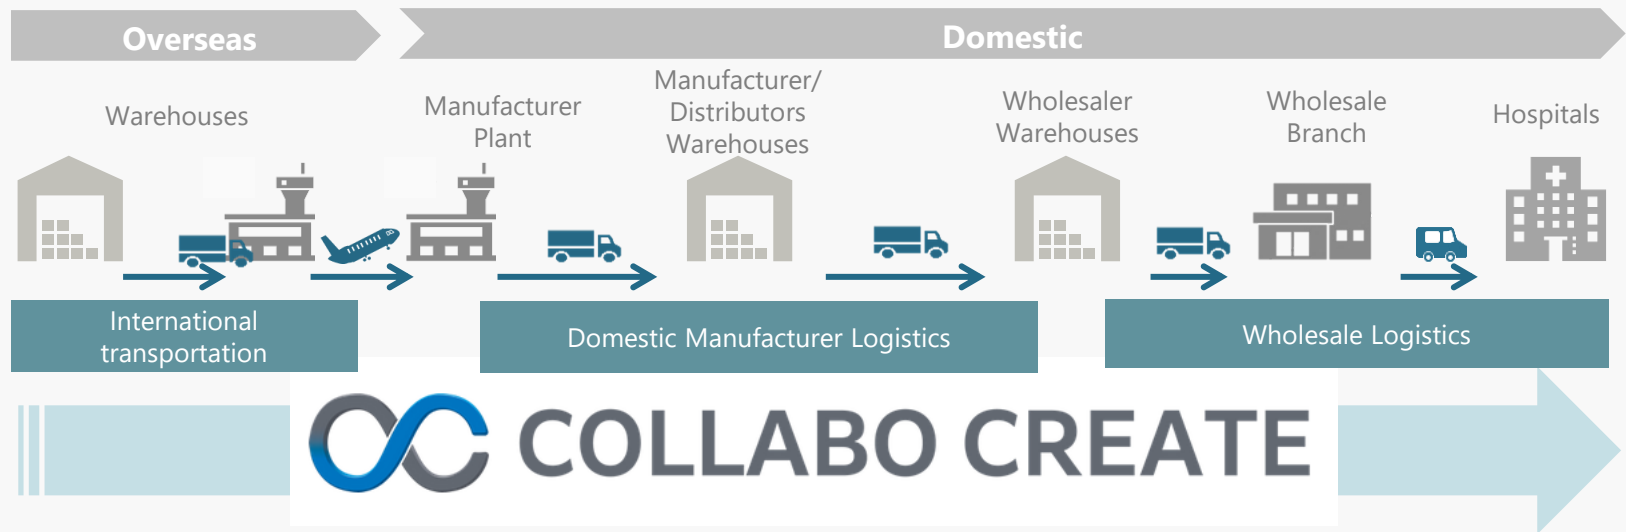 Overseas
Domestic
Warehouses
Manufacturer
Plant
Manufacturer/
Distributors
Warehouses
Wholesaler
Warehouses
Wholesale
Branch
Hospitals
International
transportation
Domestic Manufacturer Logistics
Wholesale Logistics
COLLABO CREATE